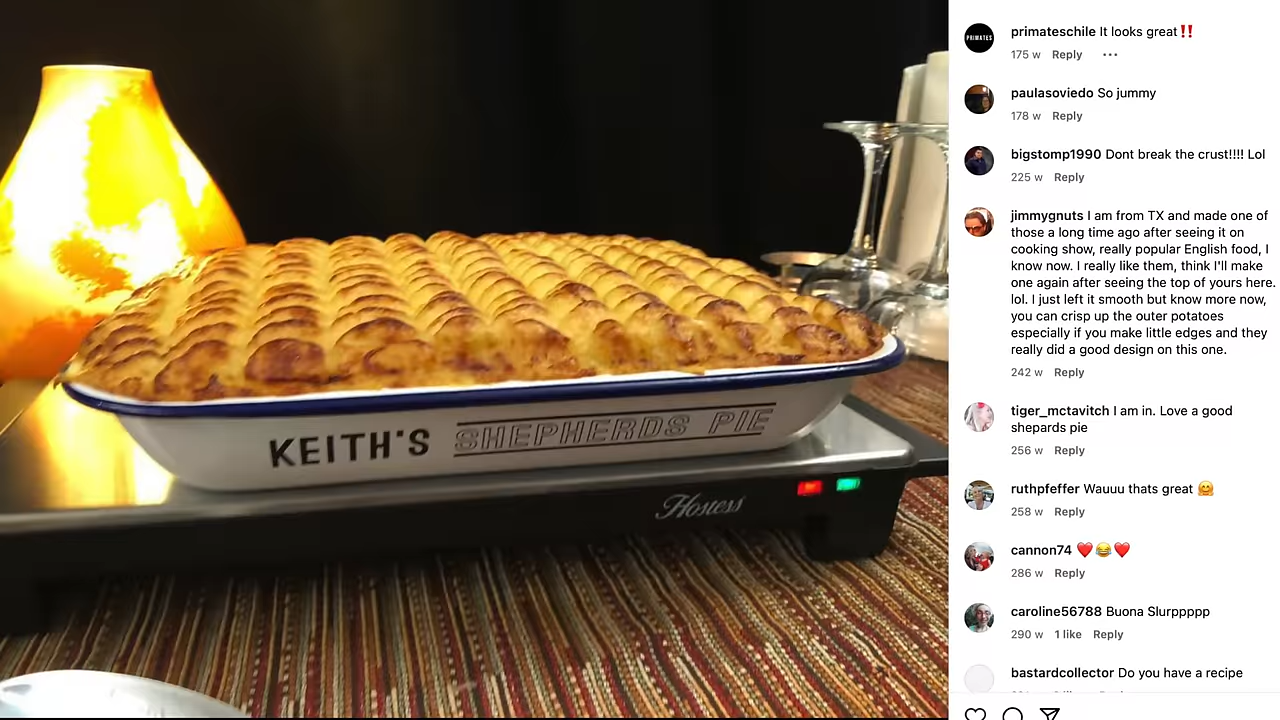 KEITH'S SHEPHERDS PIE
Hostess
PRIMATES
primateschile It looks great‼️
175 w Reply ...
paulasoviedo So jummy
178 w Reply
bigstomp1990 Dont break the crust!!!! Lol
225 w Reply
jimmygnuts I am from TX and made one of
those a long time ago after seeing it on
cooking show, really popular English food, I
know now. I really like them, think I'll make
one again after seeing the top of yours here.
lol. I just left it smooth but know more now,
you can crisp up the outer potatoes
especially if you make little edges and they
really did a good design on this one.
242 w Reply
tiger_mctavitch I am in. Love a good
shepards pie
256 w Reply
ruthpfeffer Wauuu thats great 🤗
258 w Reply
cannon74 ❤️😂❤️
286 w Reply
caroline56788 Buona Slurppppp
290 w 1 like Reply
bastardcollector Do you have a recipe